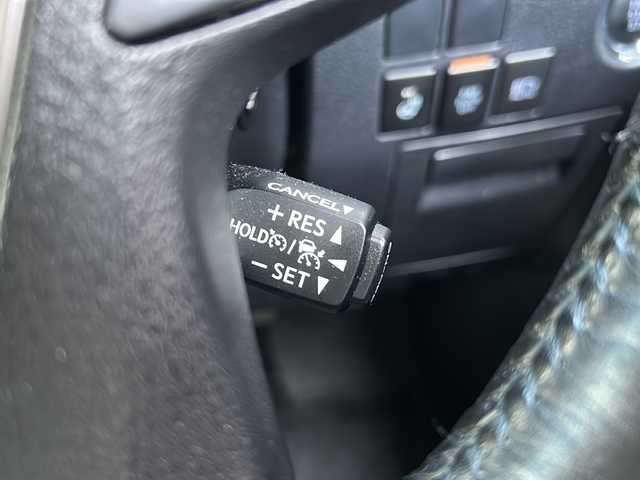 CANCEL▼
+ RES ▲
HOLD / ◀
− SET ▼